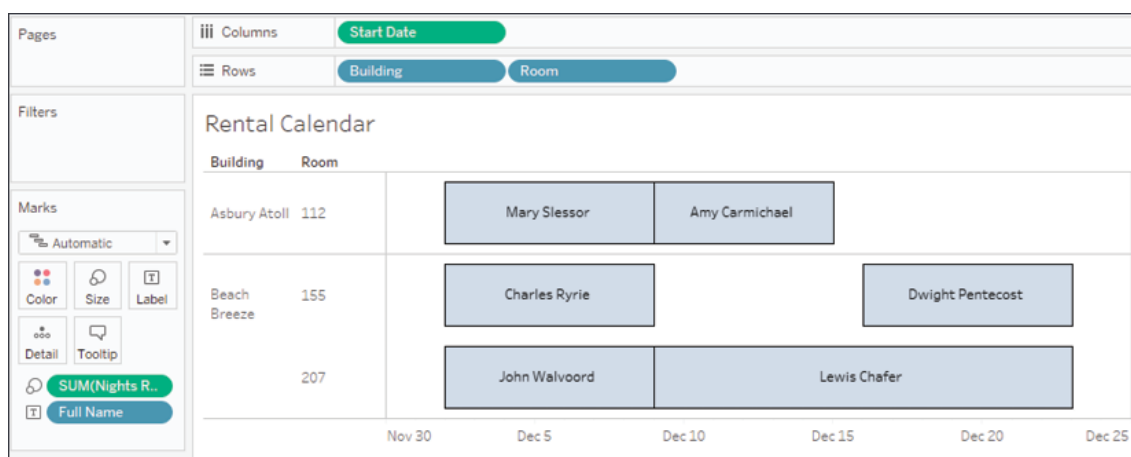 Pages
Columns Start Date
Rows Building Room
Filters
Rental Calendar
Building Room
Marks
Automatic
Color Size Label
Detail Tooltip
SUM(Nights R..
Full Name
Asbury Atoll 112 Mary Slessor Amy Carmichael
Beach 155 Charles Ryrie Dwight Pentecost
Breeze
207 John Walvoord Lewis Chafer
Nov 30 Dec 5 Dec 10 Dec 15 Dec 20 Dec 25